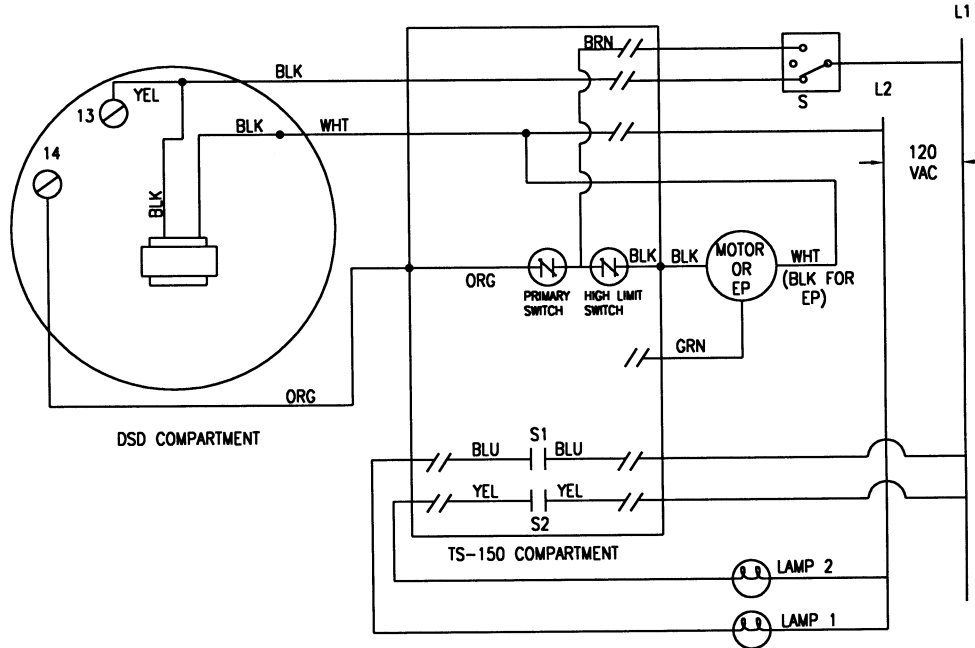 L1
BRN
BLK
S
L2
YEL
13
BLK
WHT
14
120
VAC
BLK
ORG
BLK
BLK
MOTOR
OR
EP
WHT
(BLK FOR
EP)
PRIMARY
SWITCH
HIGH LIMIT
SWITCH
GRN
ORG
DSD COMPARTMENT
S1
BLU
BLU
YEL
YEL
S2
TS-150 COMPARTMENT
LAMP 2
LAMP 1